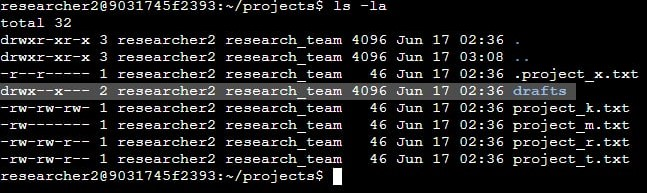 researcher2@9031745f2393:~/projects$ ls -la
total 32
drwxr-xr-x 3 researcher2 research_team 4096 Jun 17 02:36 .
drwxr-xr-x 3 researcher2 research_team 4096 Jun 17 03:08 ..
-r--r----- 1 researcher2 research_team   46 Jun 17 02:36 .project_x.txt
drwx--x--- 2 researcher2 research_team 4096 Jun 17 02:36 drafts
-rw-rw-rw- 1 researcher2 research_team   46 Jun 17 02:36 project_k.txt
-rw------- 1 researcher2 research_team   46 Jun 17 02:36 project_m.txt
-rw-rw-r-- 1 researcher2 research_team   46 Jun 17 02:36 project_r.txt
-rw-rw-r-- 1 researcher2 research_team   46 Jun 17 02:36 project_t.txt
researcher2@9031745f2393:~/projects$